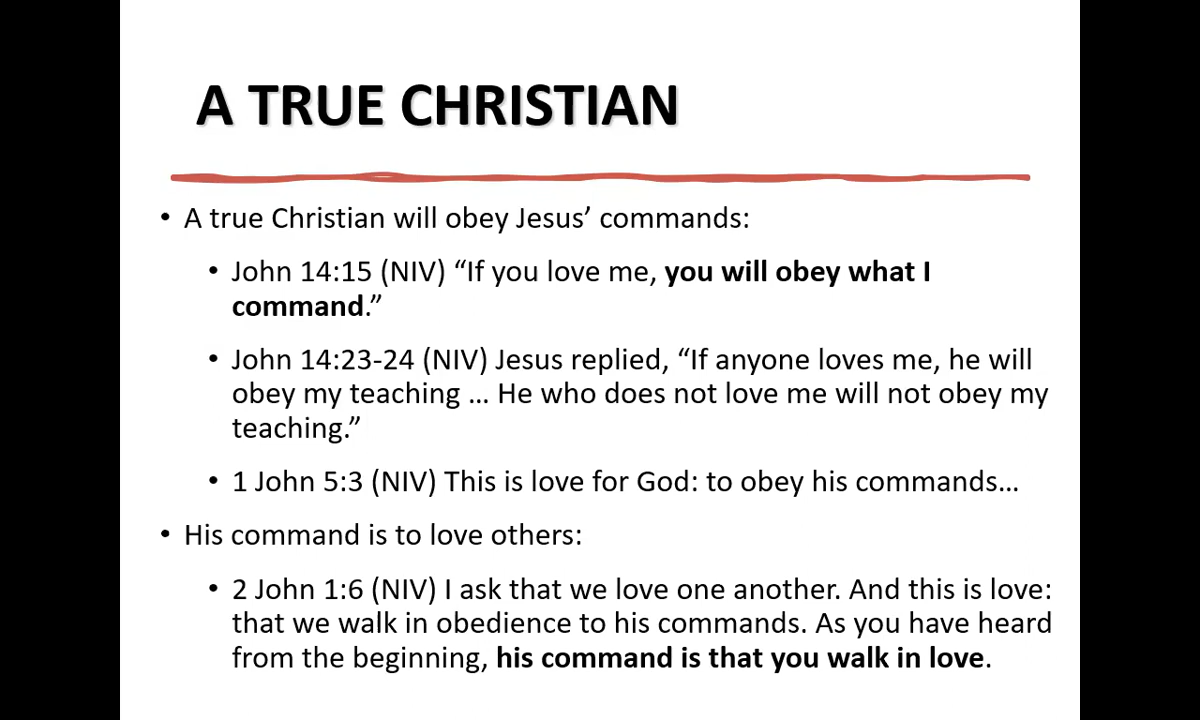 A TRUE CHRISTIAN
• A true Christian will obey Jesus’ commands:
• John 14:15 (NIV) “If you love me, you will obey what I
command.”
• John 14:23-24 (NIV) Jesus replied, “If anyone loves me, he will
obey my teaching … He who does not love me will not obey my
teaching.”
• 1 John 5:3 (NIV) This is love for God: to obey his commands…
• His command is to love others:
• 2 John 1:6 (NIV) I ask that we love one another. And this is love:
that we walk in obedience to his commands. As you have heard
from the beginning, his command is that you walk in love.